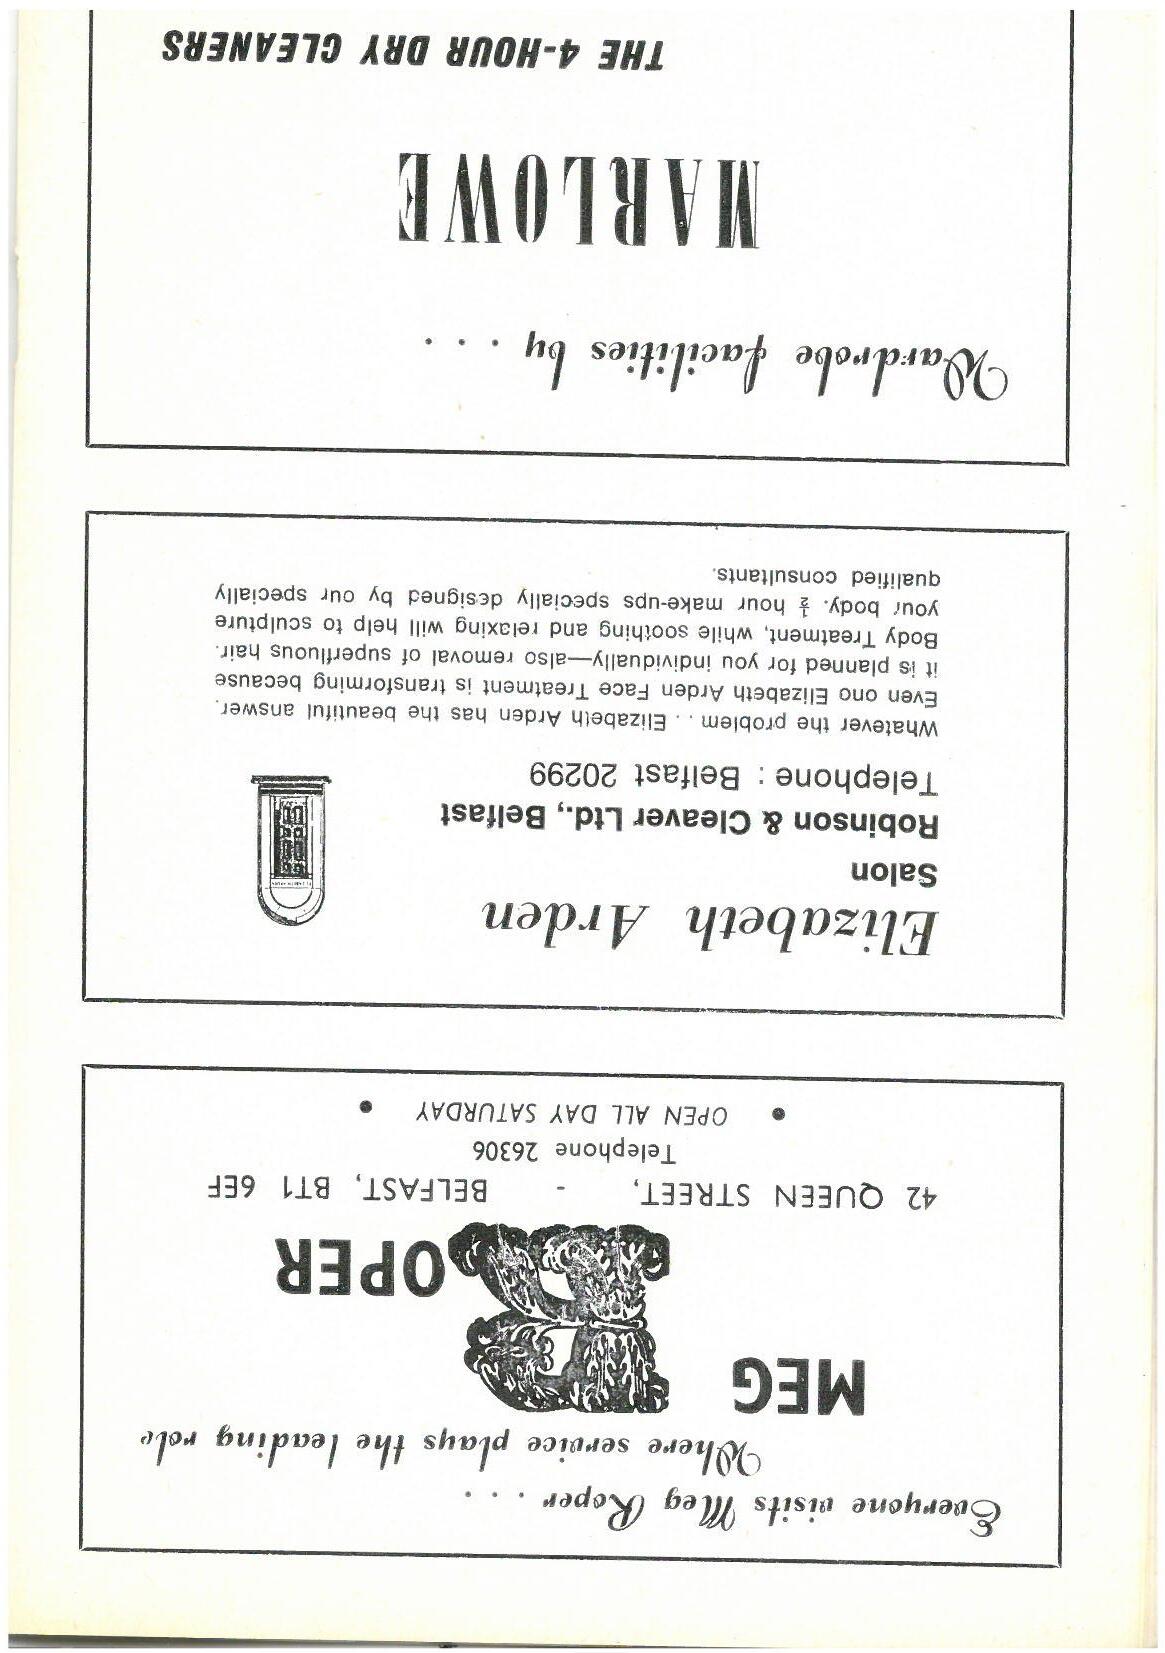 Everyone visits Meg Roper . . . .
Where service plays the leading role
MEG ROPER
42 QUEEN STREET, - BELFAST, BT1 6EF
Telephone 26306
• OPEN ALL DAY SATURDAY •
Elizabeth Arden
Salon
Robinson & Cleaver Ltd., Belfast
Telephone : Belfast 20299
Whatever the problem . . Elizabeth Arden has the beautiful answer.
Even ono Elizabeth Arden Face Treatment is transforming because
it is planned for you individually—also removal of superfluous hair.
Body Treatment, while soothing and relaxing will help to sculpture
your body. ½ hour make-ups specially designed by our specially
qualified consultants.
Wardrobe facilities by . . . .
MARLOWE
THE 4-HOUR DRY CLEANERS